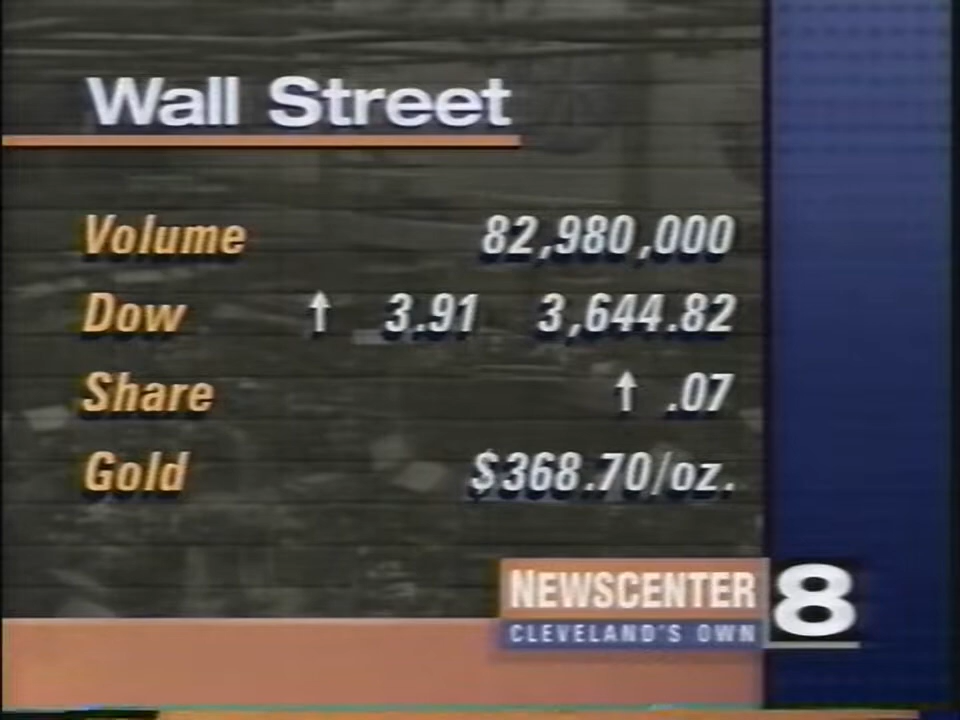 Wall Street
Volume 82,980,000
Dow ↑ 3.91 3,644.82
Share ↑ .07
Gold $368.70/oz.
NEWSCENTER 8
CLEVELAND'S OWN